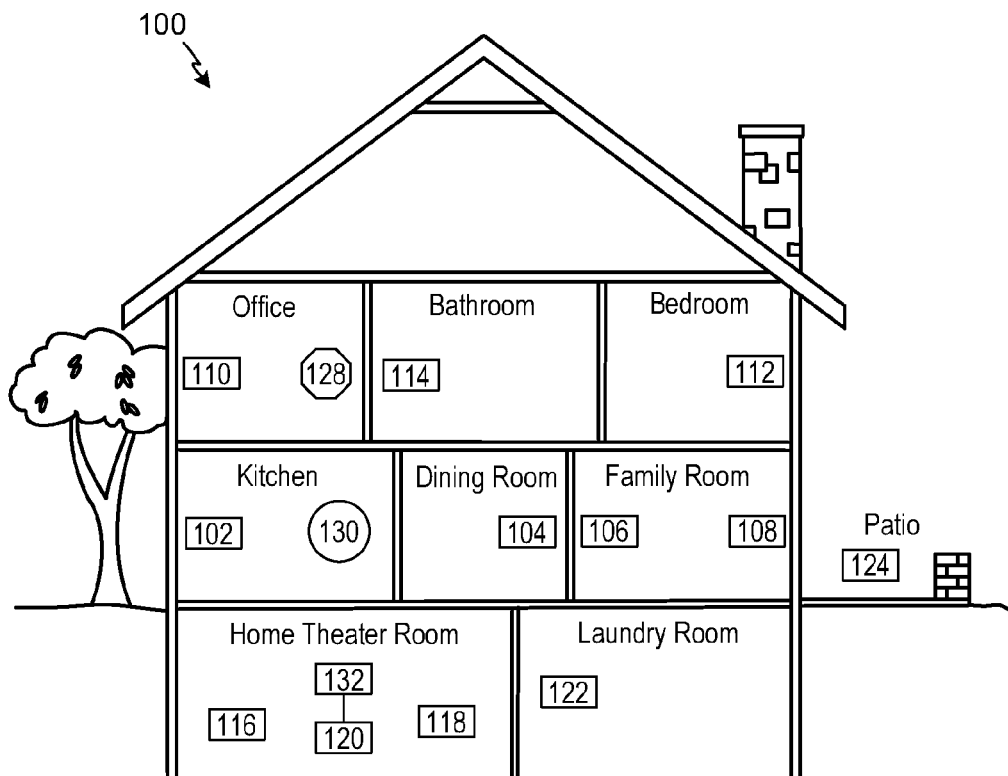 100
Office
Bathroom
Bedroom
110
128
114
112
Kitchen
Dining Room
Family Room
102
130
104
106
108
Patio
124
Home Theater Room
Laundry Room
132
116
120
118
122